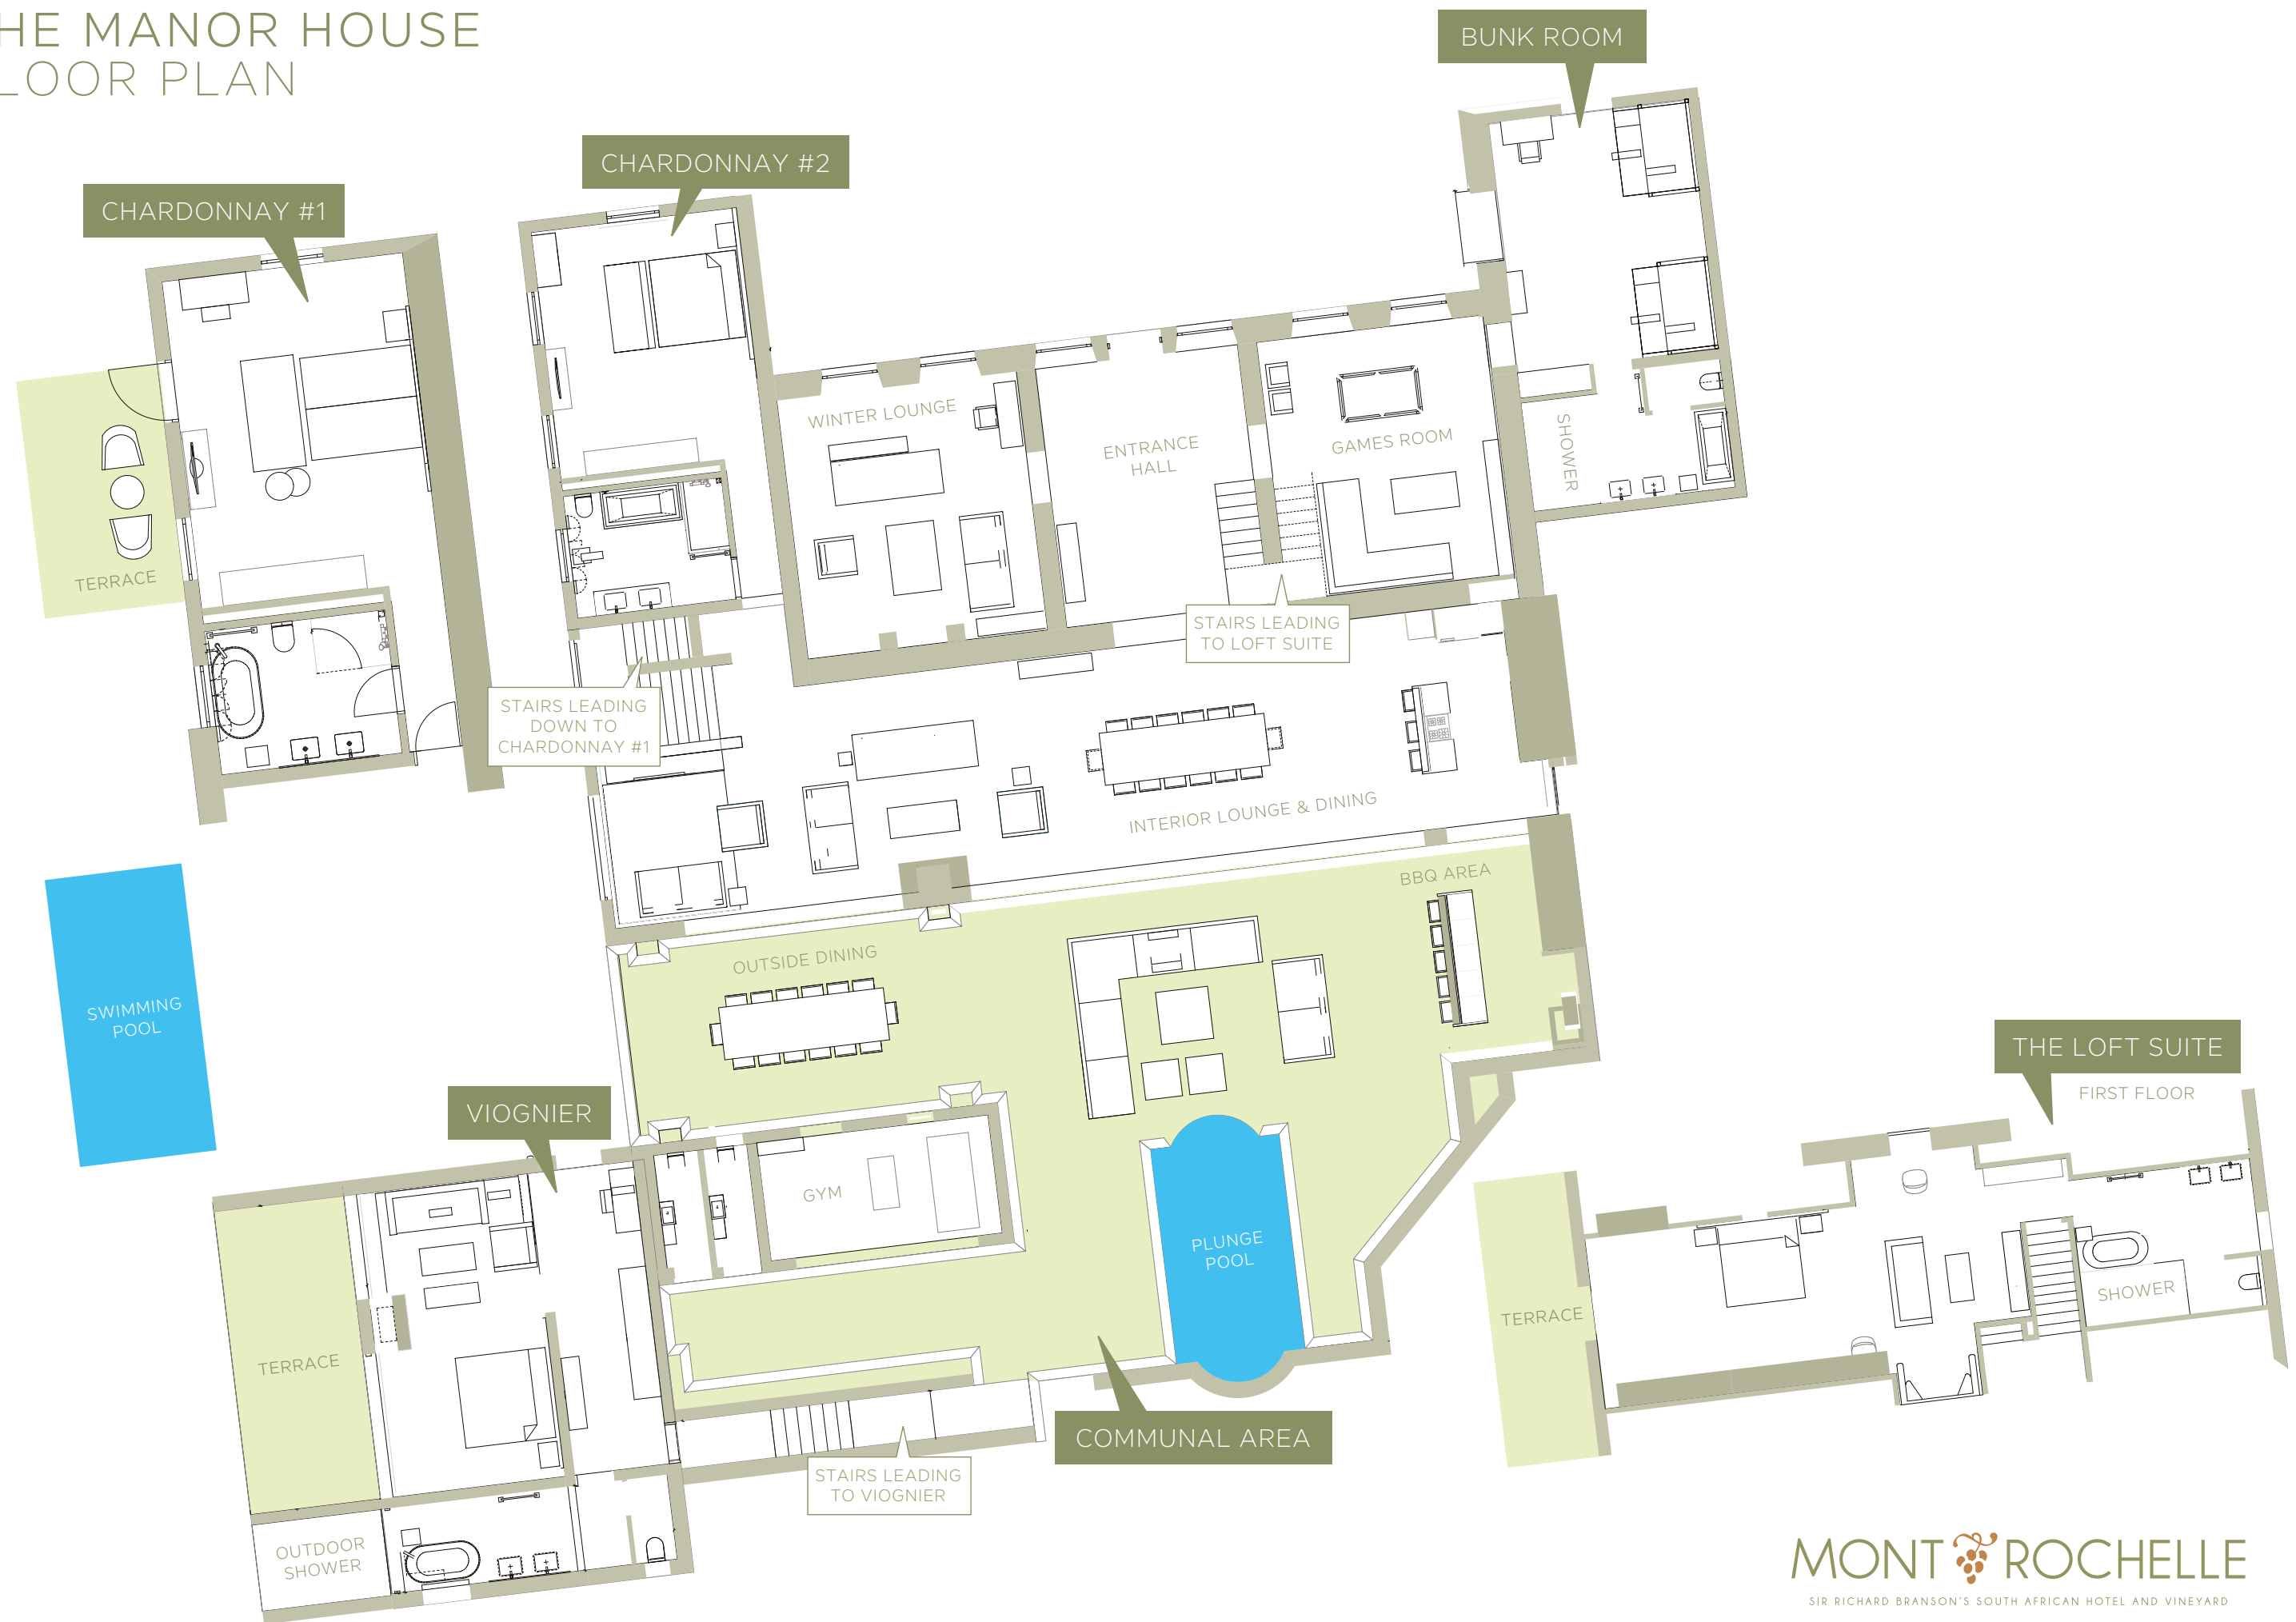 HE MANOR HOUSE
LOOR PLAN
BUNK ROOM
CHARDONNAY #2
CHARDONNAY #1
WINTER LOUNGE
ENTRANCE
HALL
GAMES ROOM
SHOWER
TERRACE
STAIRS LEADING
TO LOFT SUITE
STAIRS LEADING
DOWN TO
CHARDONNAY #1
INTERIOR LOUNGE & DINING
BBQ AREA
OUTSIDE DINING
SWIMMING
POOL
THE LOFT SUITE
FIRST FLOOR
VIOGNIER
GYM
PLUNGE
POOL
SHOWER
TERRACE
TERRACE
COMMUNAL AREA
STAIRS LEADING
TO VIOGNIER
OUTDOOR
SHOWER
MONT ROCHELLE
SIR RICHARD BRANSON'S SOUTH AFRICAN HOTEL AND VINEYARD